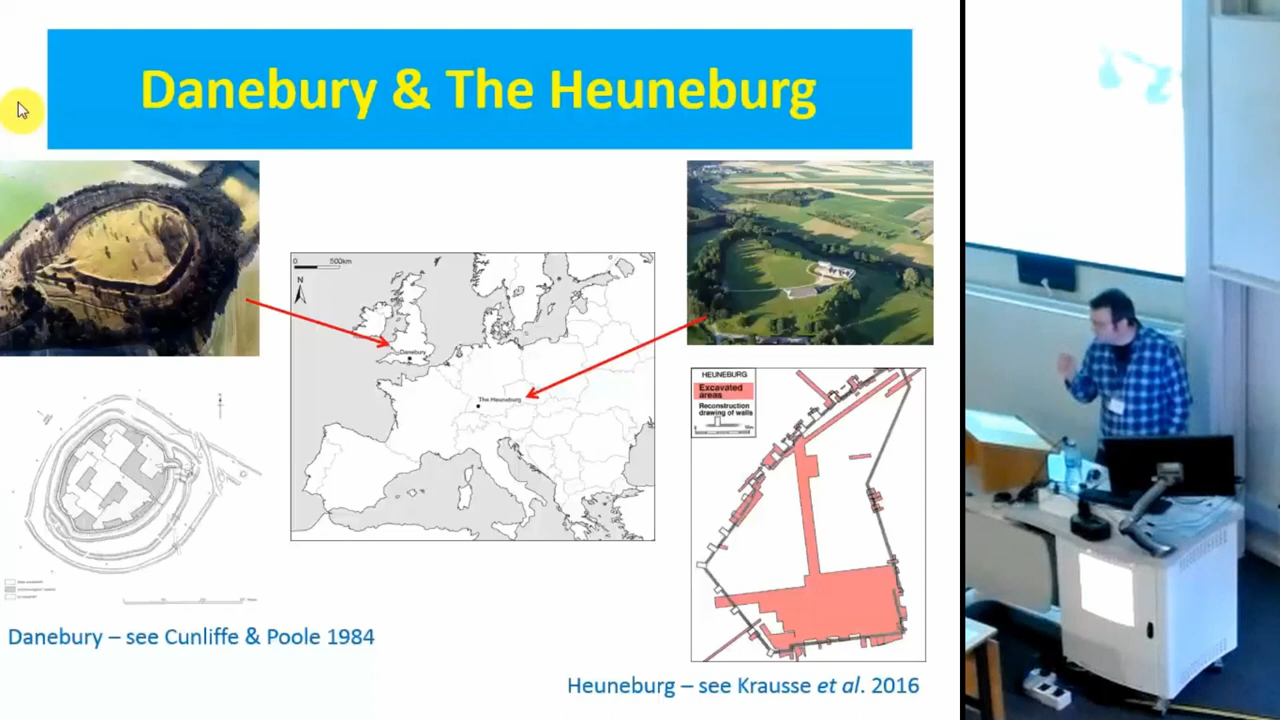 Danebury & The Heuneburg
0 500km
N
Danebury
The Heuneburg
HEUNEBURG
Excavated
areas
Reconstruction
drawing of walls
Danebury – see Cunliffe & Poole 1984
Heuneburg – see Krausse et al. 2016